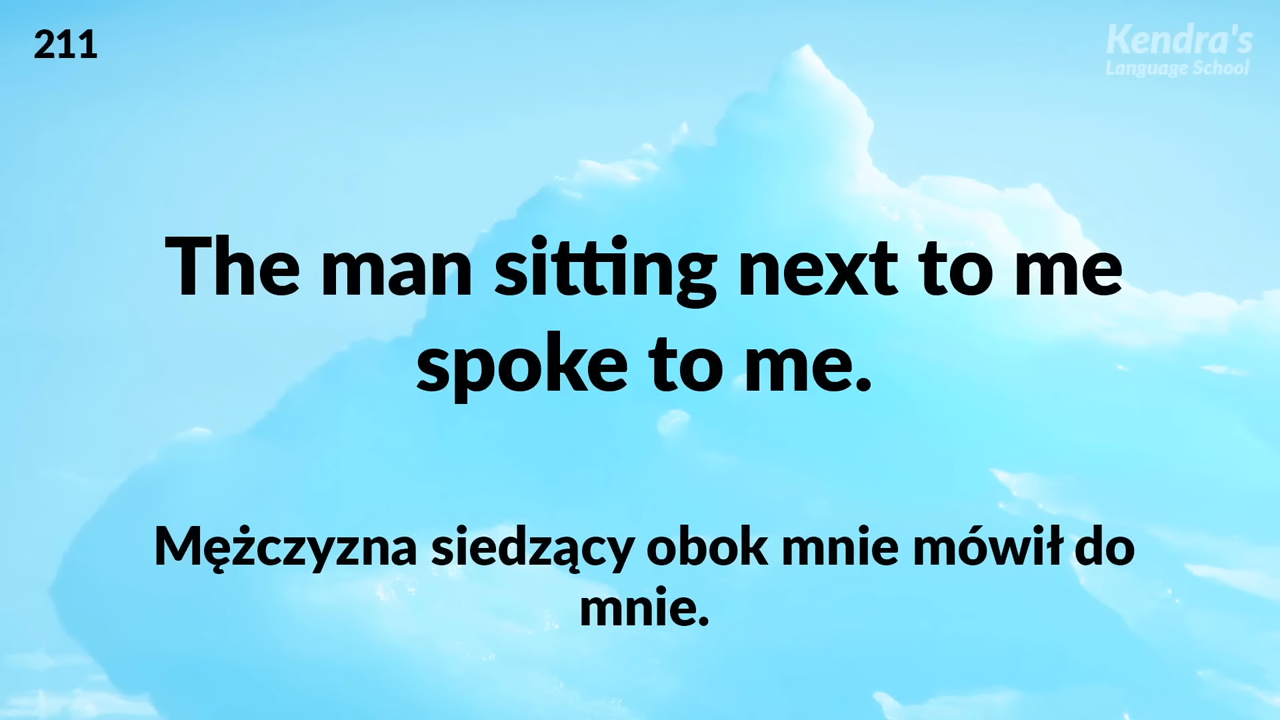 211
Kendra's
Language School
The man sitting next to me
spoke to me.
Mężczyzna siedzący obok mnie mówił do
mnie.